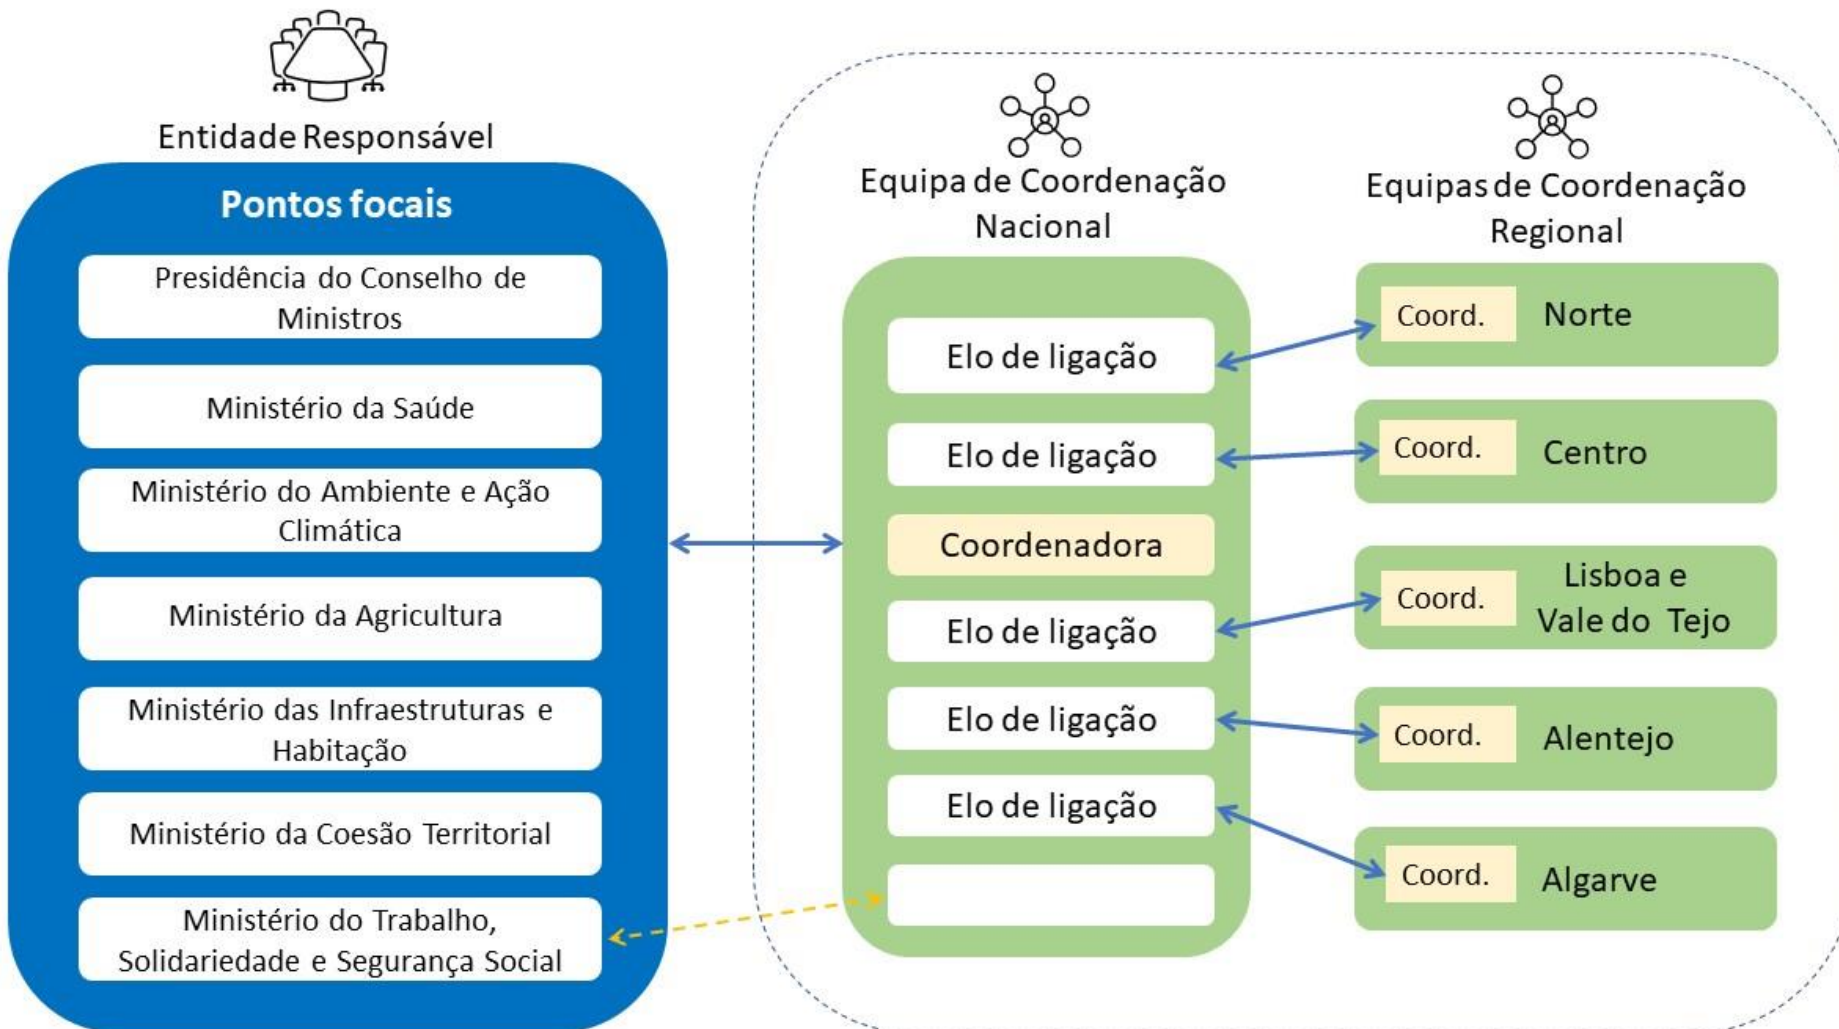 Entidade Responsável
Pontos focais
Presidência do Conselho de
Ministros
Ministério da Saúde
Ministério do Ambiente e Ação
Climática
Ministério da Agricultura
Ministério das Infraestruturas e
Habitação
Ministério da Coesão Territorial
Ministério do Trabalho,
Solidariedade e Segurança Social
Equipa de Coordenação
Nacional
Elo de ligação
Elo de ligação
Coordenadora
Elo de ligação
Elo de ligação
Elo de ligação
Equipas de Coordenação
Regional
Coord. Norte
Coord. Centro
Coord. Lisboa e
Vale do Tejo
Coord. Alentejo
Coord. Algarve